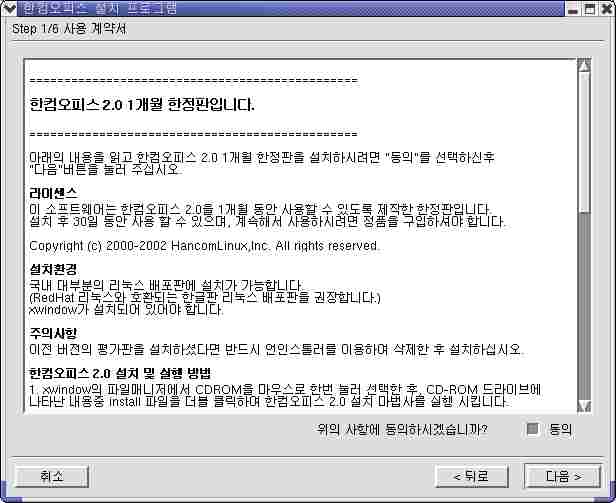 한컴오피스 설치 프로그램
Step 1/6 사용 계약서
===============================================
한컴오피스 2.0 1개월 한정판입니다.
===============================================
아래의 내용을 읽고 한컴오피스 2.0 1개월 한정판을 설치하시려면 "동의"를 선택하신후
"다음"버튼을 눌러 주십시오.
라이센스
이 소프트웨어는 한컴오피스 2.0을 1개월 동안 사용할 수 있도록 제작한 한정판입니다.
설치 후 30일 동안 사용 할 수 있으며, 계속해서 사용하시려면 정품을 구입하셔야 합니다.
Copyright (c) 2000-2002 HancomLinux,Inc. All rights reserved.
설치환경
국내 대부분의 리눅스 배포판에 설치가 가능합니다.
(RedHat 리눅스와 호환되는 한글판 리눅스 배포판을 권장합니다.)
xwindow가 설치되어 있어야 합니다.
주의사항
이전 버전의 평가판을 설치하셨다면 반드시 언인스톨러를 이용하여 삭제한 후 설치하십시오.
한컴오피스 2.0 설치 및 실행 방법
1. xwindow의 파일매니저에서 CDROM을 마우스로 한번 눌러 선택한 후, CD-ROM 드라이브에
나타난 내용중 install 파일을 더블 클릭하여 한컴오피스 2.0 설치 마법사를 실행 시킵니다.
위의 사항에 동의하시겠습니까?
동의
취소
< 뒤로
다음 >